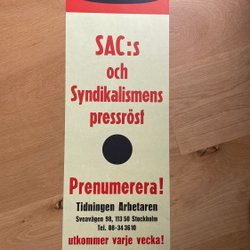 SAC:s
och
Syndikalismens
pressröst
Prenumerera!
Tidningen Arbetaren
Sveavägen 98, 113 50 Stockholm
Tel. 08-34 36 10
utkommer varje vecka!